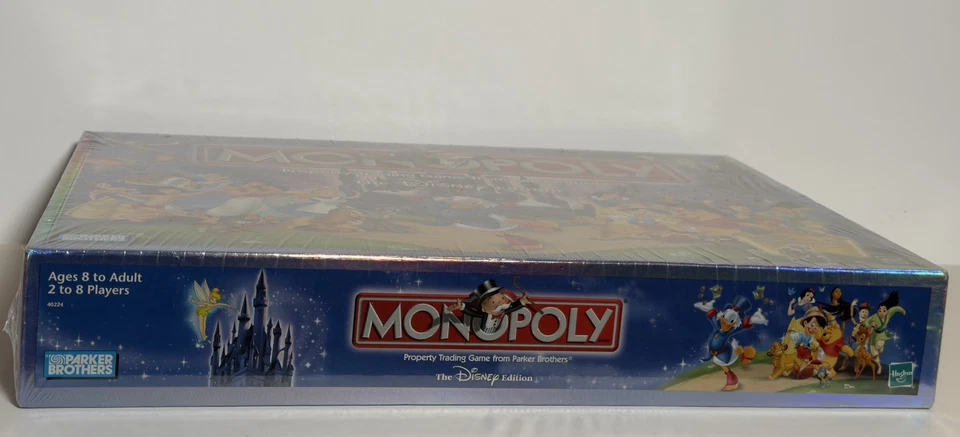 MONOPOLY
Ages 8 to Adult
2 to 8 Players
40224
PARKER
BROTHERS
MONOPOLY
Property Trading Game from Parker Brothers®
The Disney Edition
Hasbro